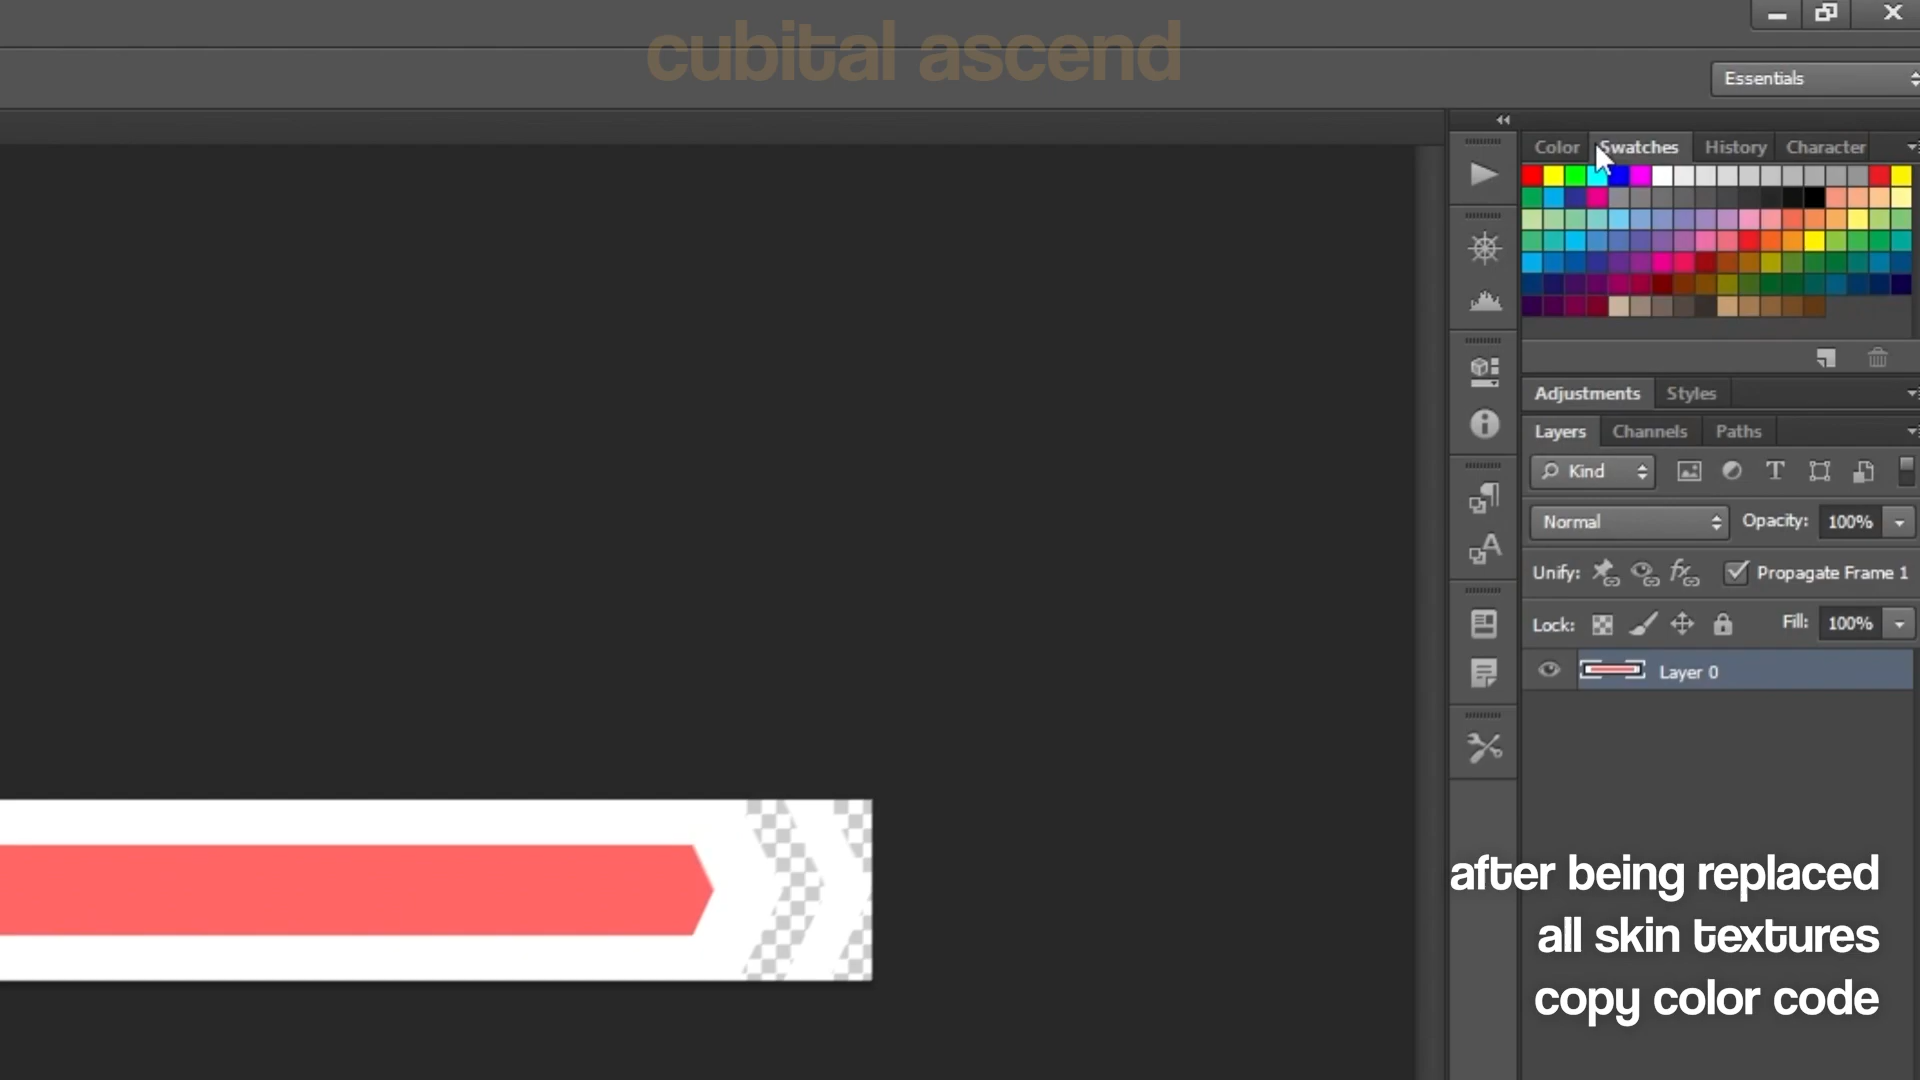 cubital ascend
Essentials
Color Swatches History Character
Adjustments Styles
Layers Channels Paths
Kind
Normal Opacity: 100%
Unify: Propagate Frame 1
Lock: Fill: 100%
Layer 0
after being replaced
all skin textures
copy color code